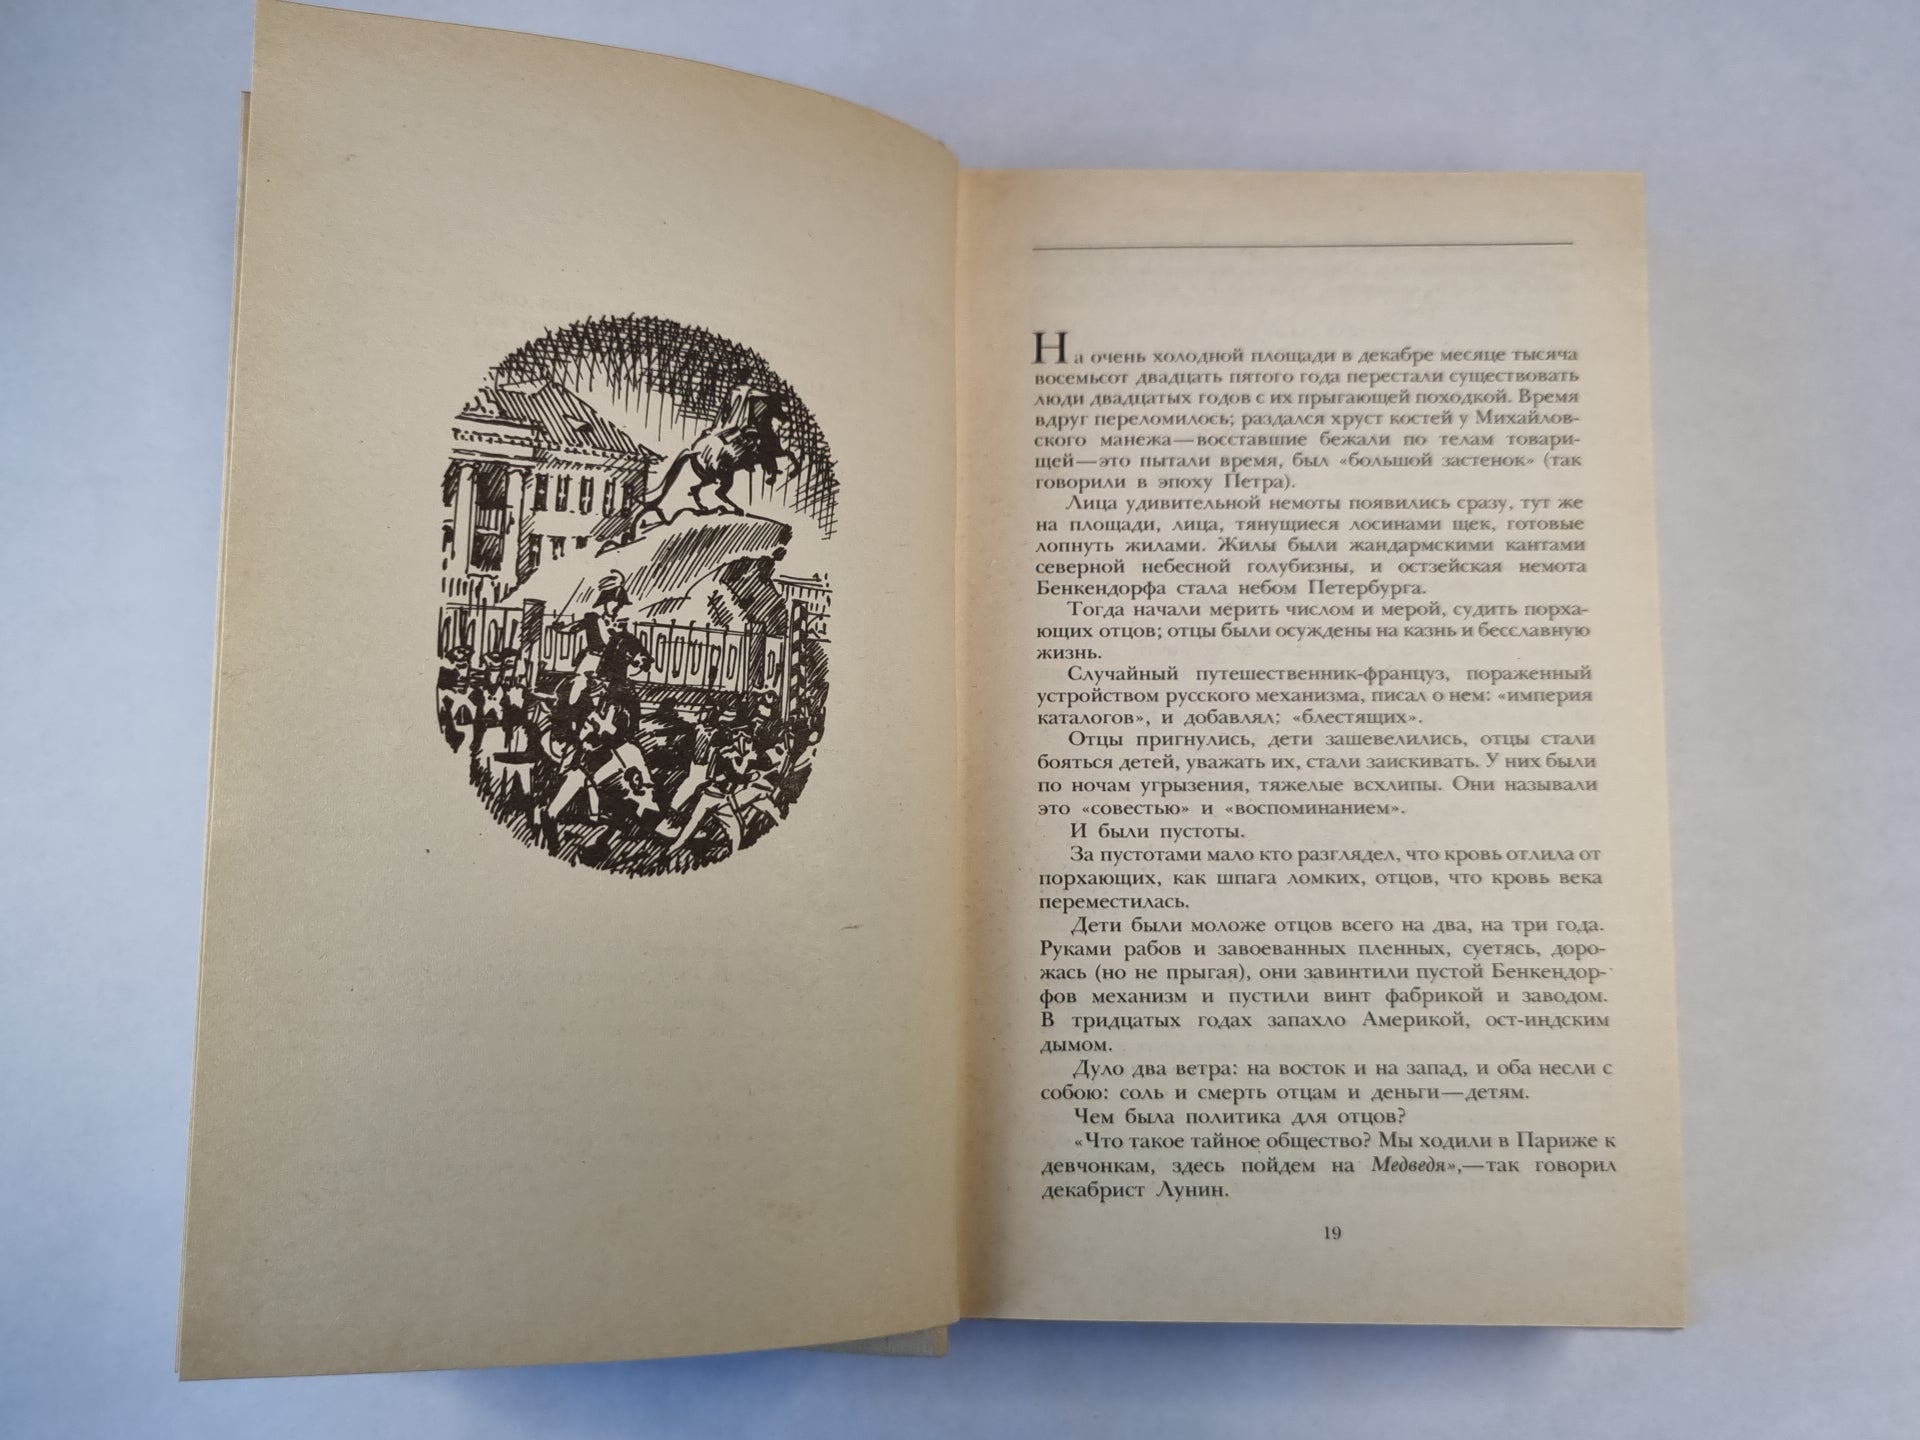 На очень холодной площади в декабре месяце тысяча
восемьсот двадцать пятого года перестали существовать
люди двадцатых годов с их прыгающей походкой. Время
вдруг переломилось; раздался хруст костей у Михайлов-
ского манежа—восставшие бежали по телам товари-
щей—это пытали время, был «большой застенок» (так
говорили в эпоху Петра).
Лица удивительной немоты появились сразу, тут же
на площади, лица, тянущиеся лосинами щек, готовые
лопнуть жилами. Жилы были жандармскими кантами
северной небесной голубизны, и остзейская немота
Бенкендорфа стала небом Петербурга.
Тогда начали мерить числом и мерой, судить порха-
ющих отцов; отцы были осуждены на казнь и бесславную
жизнь.
Случайный путешественник-француз, пораженный
устройством русского механизма, писал о нем: «империя
каталогов», и добавлял: «блестящих».
Отцы пригнулись, дети зашевелились, отцы стали
бояться детей, уважать их, стали заискивать. У них были
по ночам угрызения, тяжелые всхлипы. Они называли
это «совестью» и «воспоминанием».
И были пустоты.
За пустотами мало кто разглядел, что кровь отлила от
порхающих, как шпага ломких, отцов, что кровь века
переместилась.
Дети были моложе отцов всего на два, на три года.
Руками рабов и завоеванных пленных, суетясь, доро-
жась (но не прыгая), они завинтили пустой Бенкендор-
фов механизм и пустили винт фабрикой и заводом.
В тридцатых годах запахло Америкой, ост-индским
дымом.
Дуло два ветра: на восток и на запад, и оба несли с
собою: соль и смерть отцам и деньги—детям.
Чем была политика для отцов?
«Что такое тайное общество? Мы ходили в Париже к
девчонкам, здесь пойдем на Медведя»,—так говорил
декабрист Лунин.
19